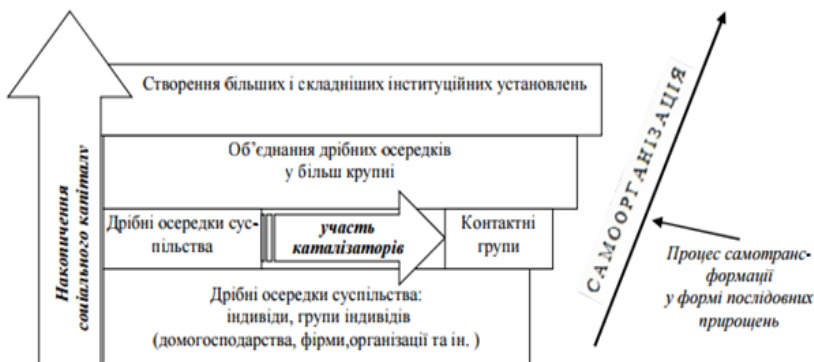 Створення більших і складніших інституційних установлень
Об’єднання дрібних осередків
у більш крупні
Дрібні осередки сус-
пільства
участь
каталізаторів
Контактні
групи
Дрібні осередки суспільства:
індивіди, групи індивідів
(домогосподарства, фірми,організації та ін. )
Накопичення
соціального капіталу
САМООРГАНІЗАЦІЯ
Процес самотранс-
формації
у формі послідовних
прирощень